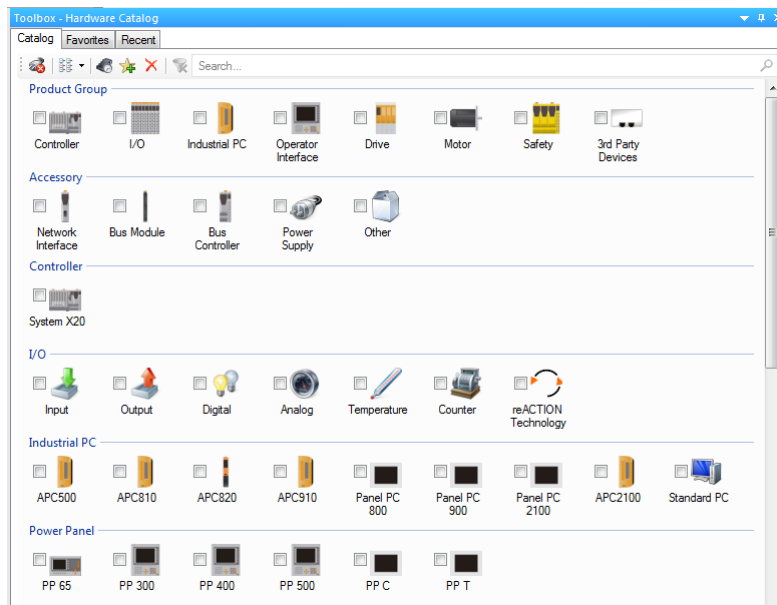 Toolbox - Hardware Catalog
Catalog Favorites Recent
Search...
Product Group
Controller I/O Industrial PC Operator Interface Drive Motor Safety 3rd Party Devices
Accessory
Network Interface Bus Module Bus Controller Power Supply Other
Controller
System X20
I/O
Input Output Digital Analog Temperature Counter reACTION Technology
Industrial PC
APC500 APC810 APC820 APC910 Panel PC 800 Panel PC 900 Panel PC 2100 APC2100 Standard PC
Power Panel
PP 65 PP 300 PP 400 PP 500 PP C PP T